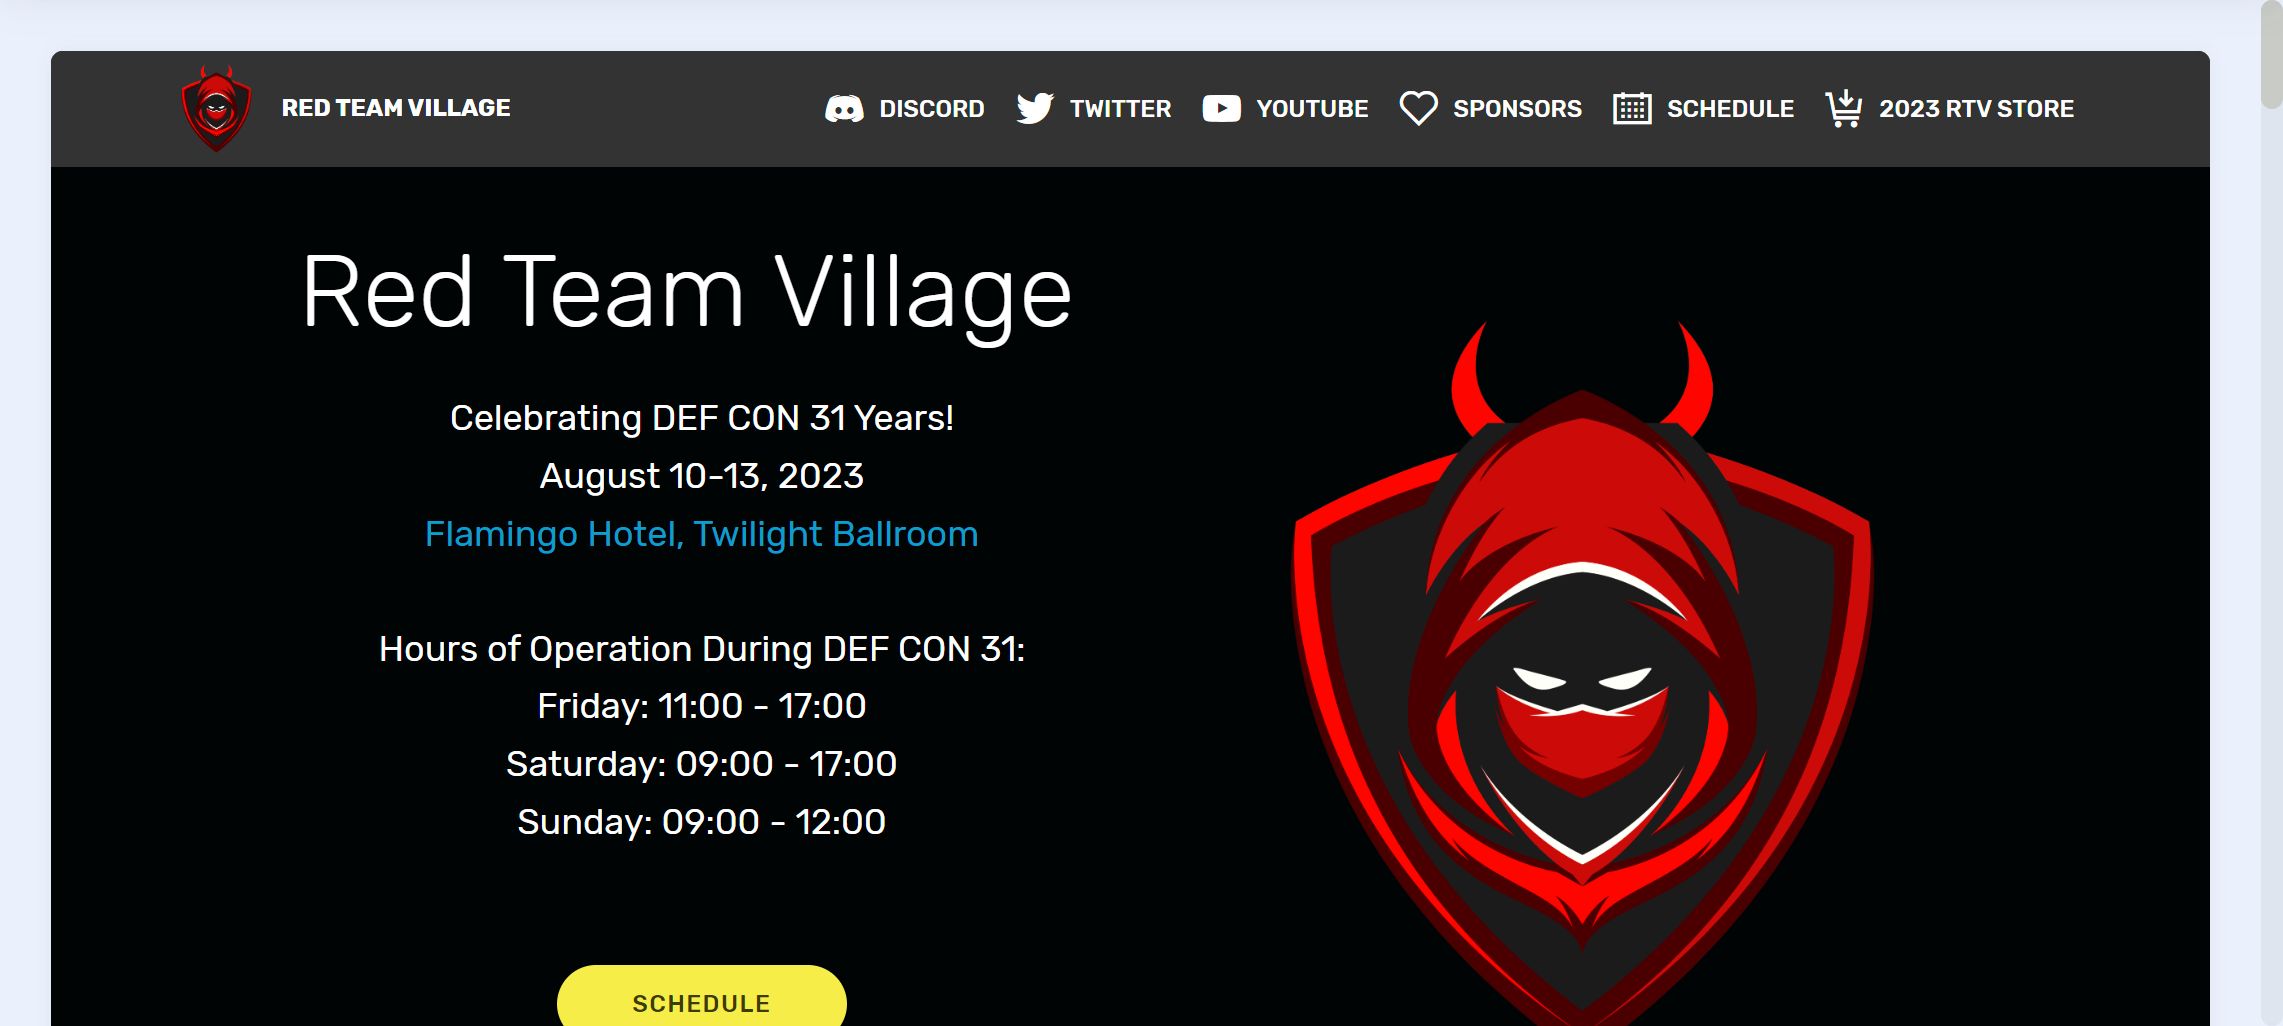 RED TEAM VILLAGE
DISCORD
TWITTER
YOUTUBE
SPONSORS
SCHEDULE
2023 RTV STORE
Red Team Village
Celebrating DEF CON 31 Years!
August 10-13, 2023
Flamingo Hotel, Twilight Ballroom
Hours of Operation During DEF CON 31:
Friday: 11:00 - 17:00
Saturday: 09:00 - 17:00
Sunday: 09:00 - 12:00
SCHEDULE